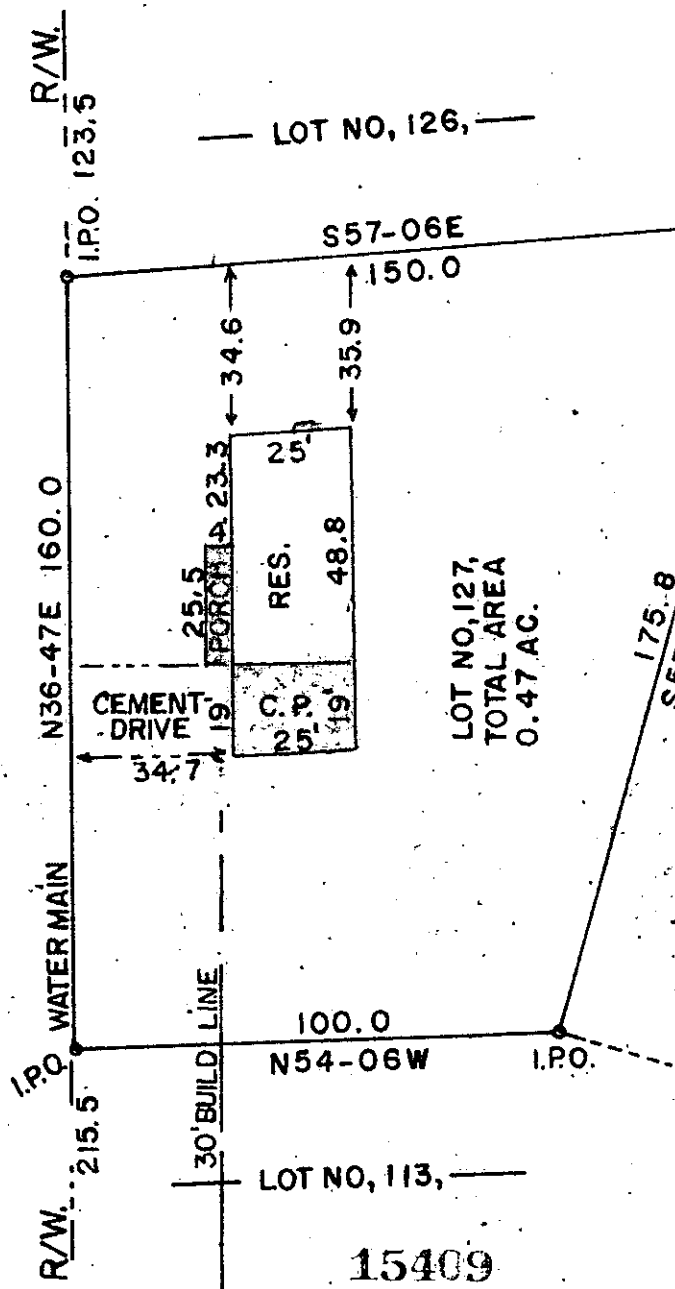 R/W.
I.P.O. 123.5
LOT NO, 126,
S57-06E
150.0
34.6
35.9
25'
23.3
4
25.5
PORCH
RES.
48.8
N36-47E 160.0
LOT NO, 127,
TOTAL AREA
0.47 AC.
175.8
CEMENT-
DRIVE
19
C.P.
19'
25'
34.7
WATER MAIN
30' BUILD LINE
100.0
N54-06W
I.P.O.
I.P.O.
215.5
R/W.
LOT NO, 113,
15409